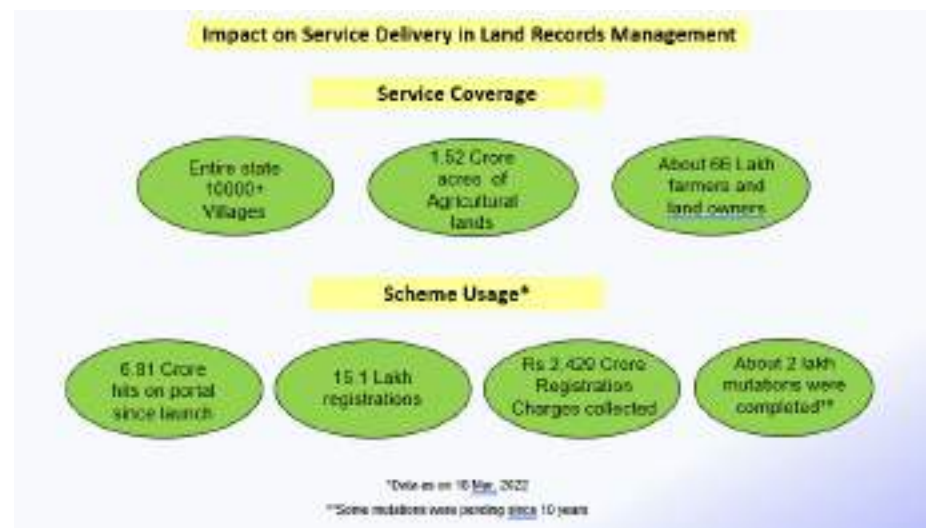 Impact on Service Delivery in Land Records Management
Service Coverage
Entire state
10000+
Villages
1.52 Crore
acres of
Agricultural
lands
About 66 Lakh
farmers and
land owners
Scheme Usage*
6.81 Crore
hits on portal
since launch
15.1 Lakh
registrations
Rs 2,429 Crore
Registration
Charges collected
About 2 lakh
mutations were
completed**
*Data as on Mar, 2022
**Some mutations were pending since 10 years